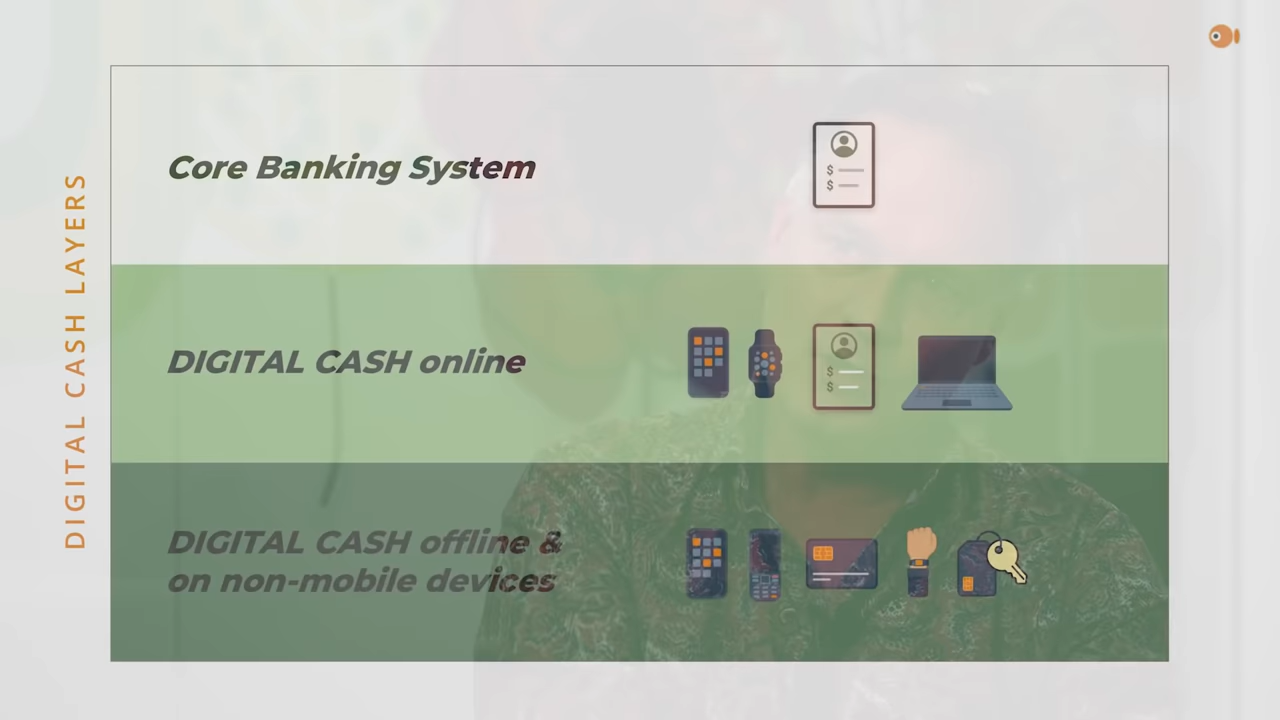 DIGITAL CASH LAYERS
Core Banking System
$
$
DIGITAL CASH online
$
$
DIGITAL CASH offline &
on non-mobile devices